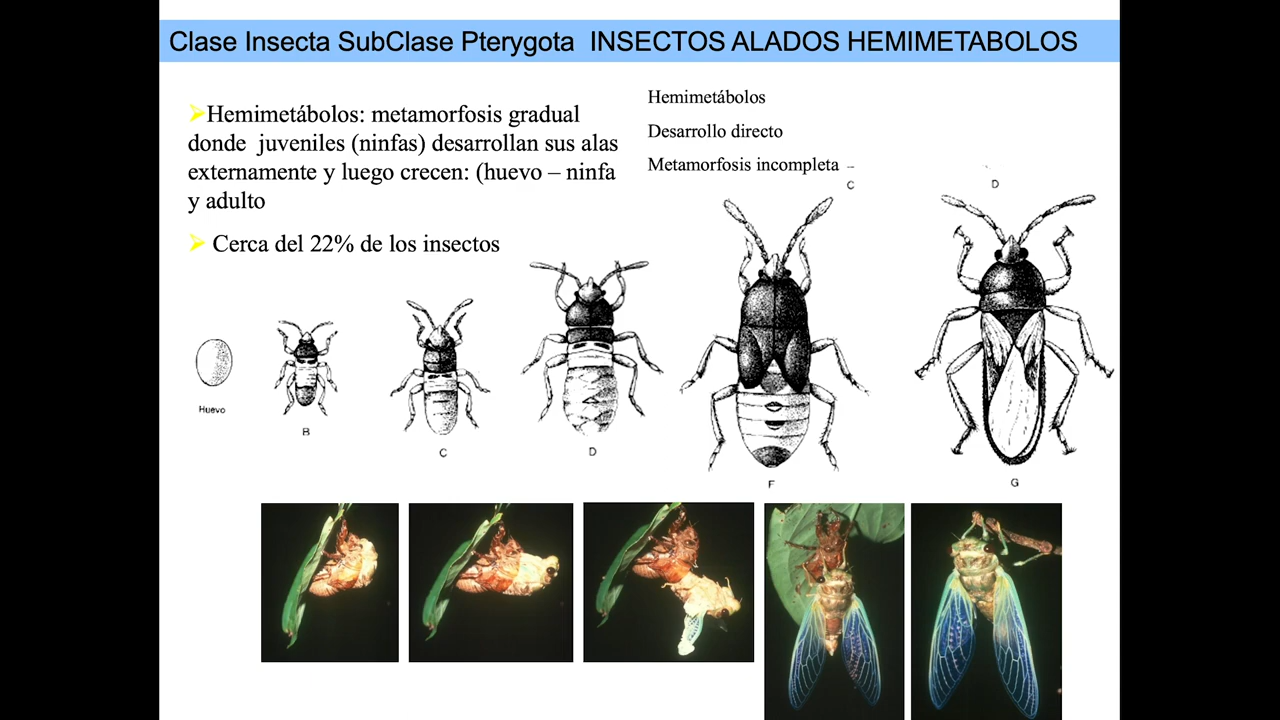 Clase Insecta SubClase Pterygota INSECTOS ALADOS HEMIMETABOLOS
Hemimetábolos: metamorfosis gradual
donde juveniles (ninfas) desarrollan sus alas
externamente y luego crecen: (huevo – ninfa
y adulto
Cerca del 22% de los insectos
Hemimetábolos
Desarrollo directo
Metamorfosis incompleta
C
D
Huevo
B
C
D
F
G